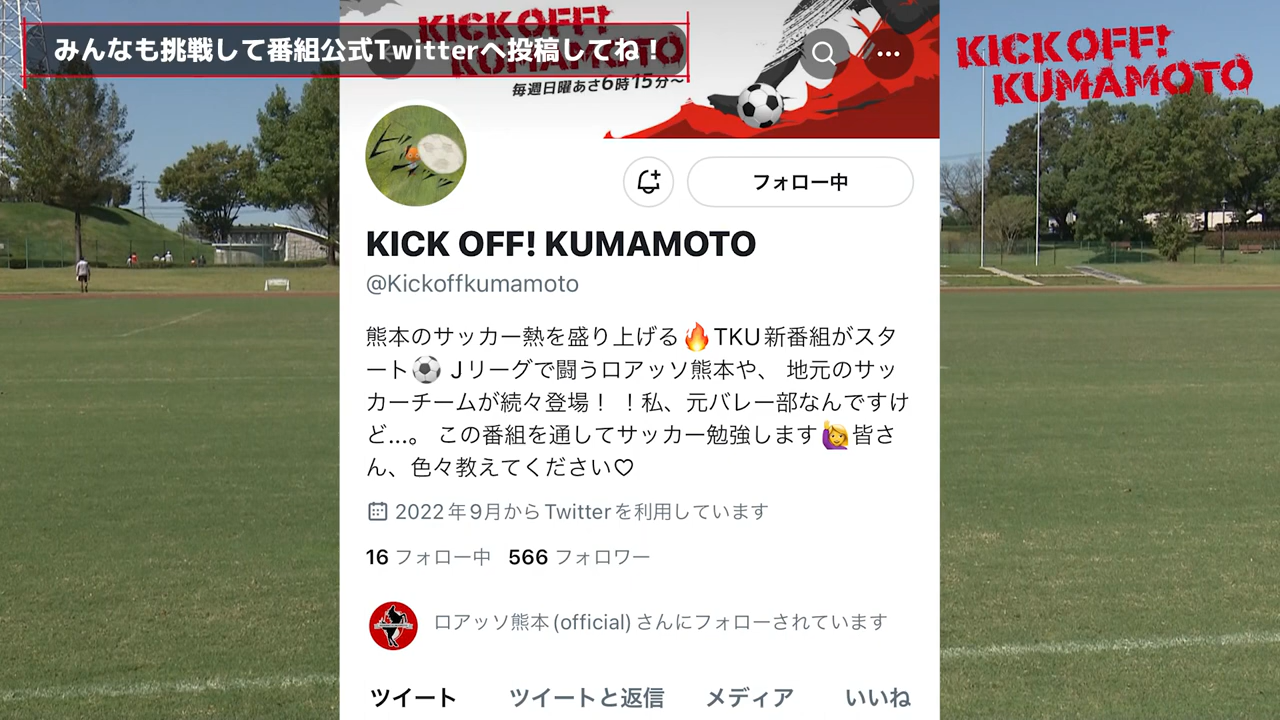 みんなも挑戦して番組公式Twitterへ投稿してね！
KICK OFF!
KUMAMOTO
毎週日曜あさ6時15分〜
KICK OFF!
KUMAMOTO
フォロー中
KICK OFF! KUMAMOTO
@Kickoffkumamoto
熊本のサッカー熱を盛り上げる🔥TKU新番組がスタ
ート⚽ Jリーグで闘うロアッソ熊本や、 地元のサッ
カーチームが続々登場！ ！私、元バレー部なんですけ
ど…。 この番組を通してサッカー勉強します🙋‍♀️皆さ
ん、色々教えてください♡
2022年9月からTwitterを利用しています
16 フォロー中 566 フォロワー
ロアッソ熊本(official)さんにフォローされています
ツイート ツイートと返信 メディア いいね